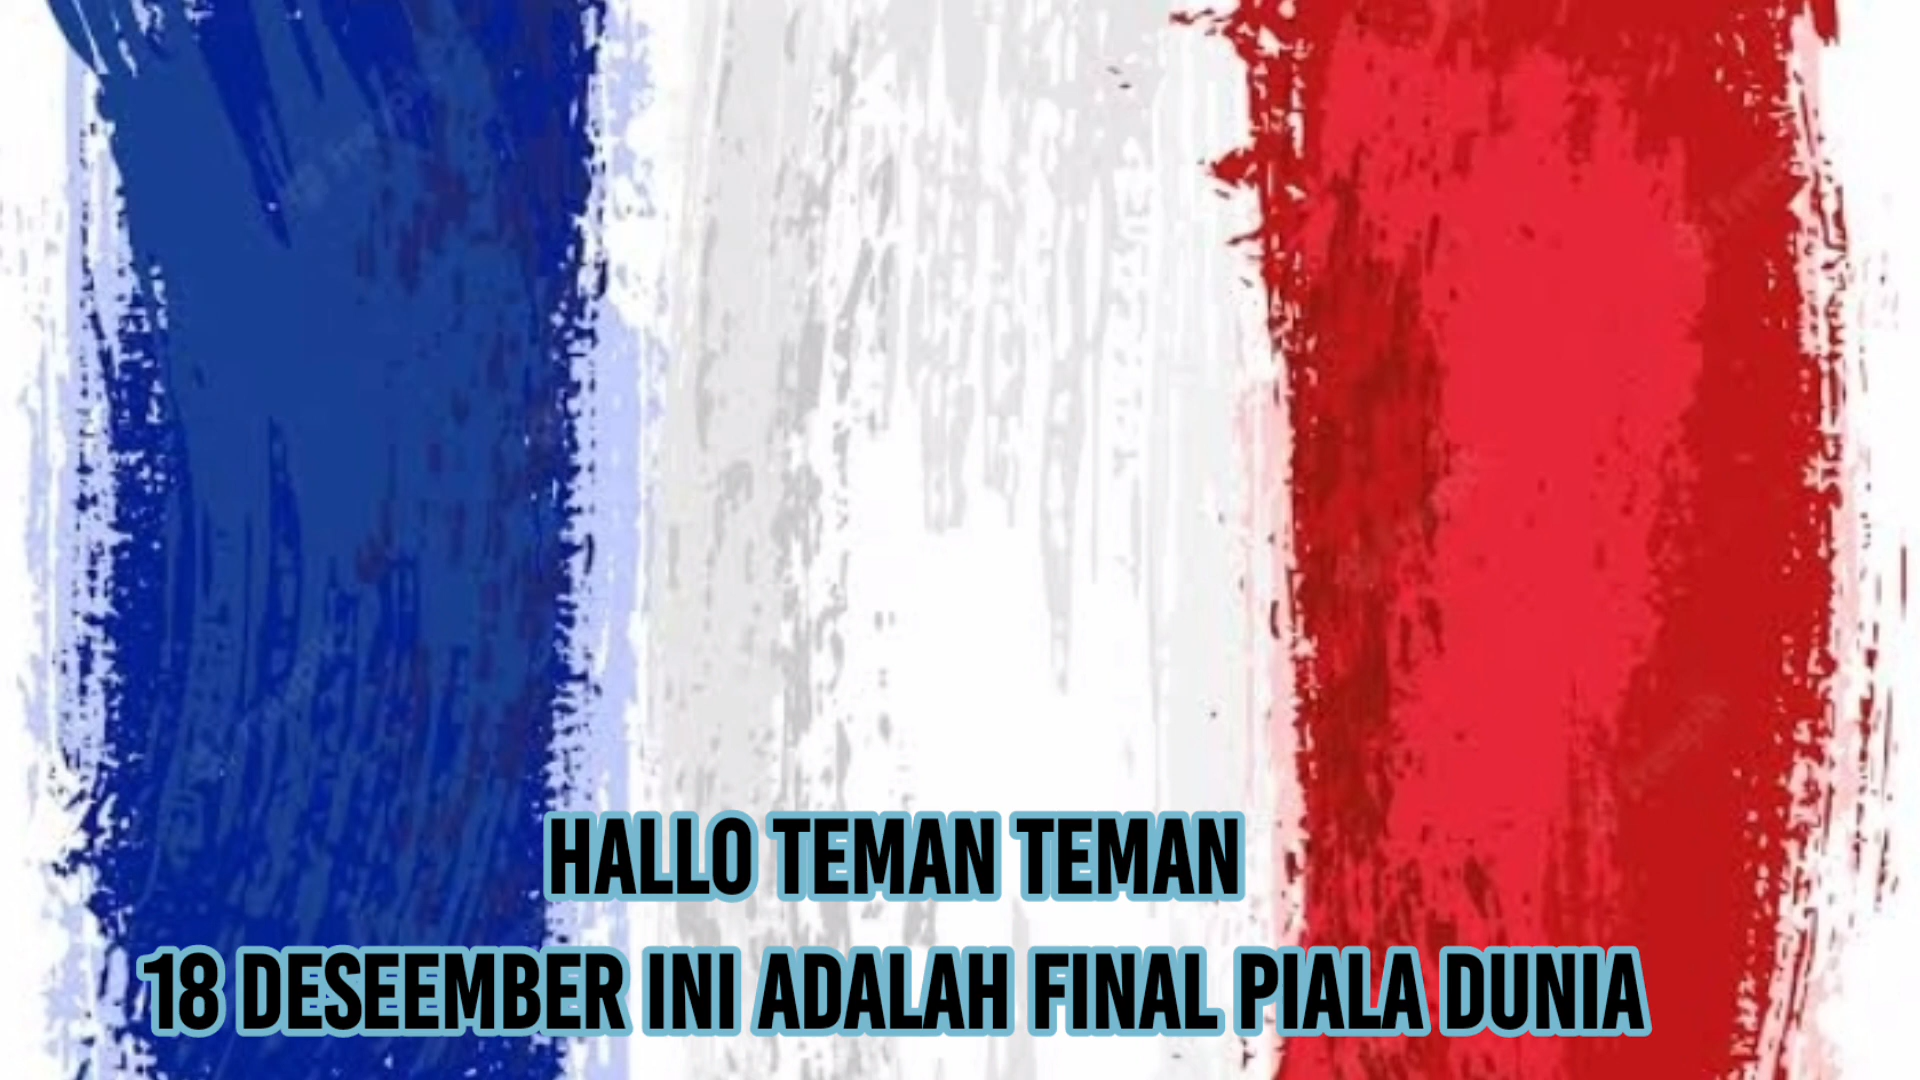 HALLO TEMAN TEMAN
18 DESEEMBER INI ADALAH FINAL PIALA DUNIA